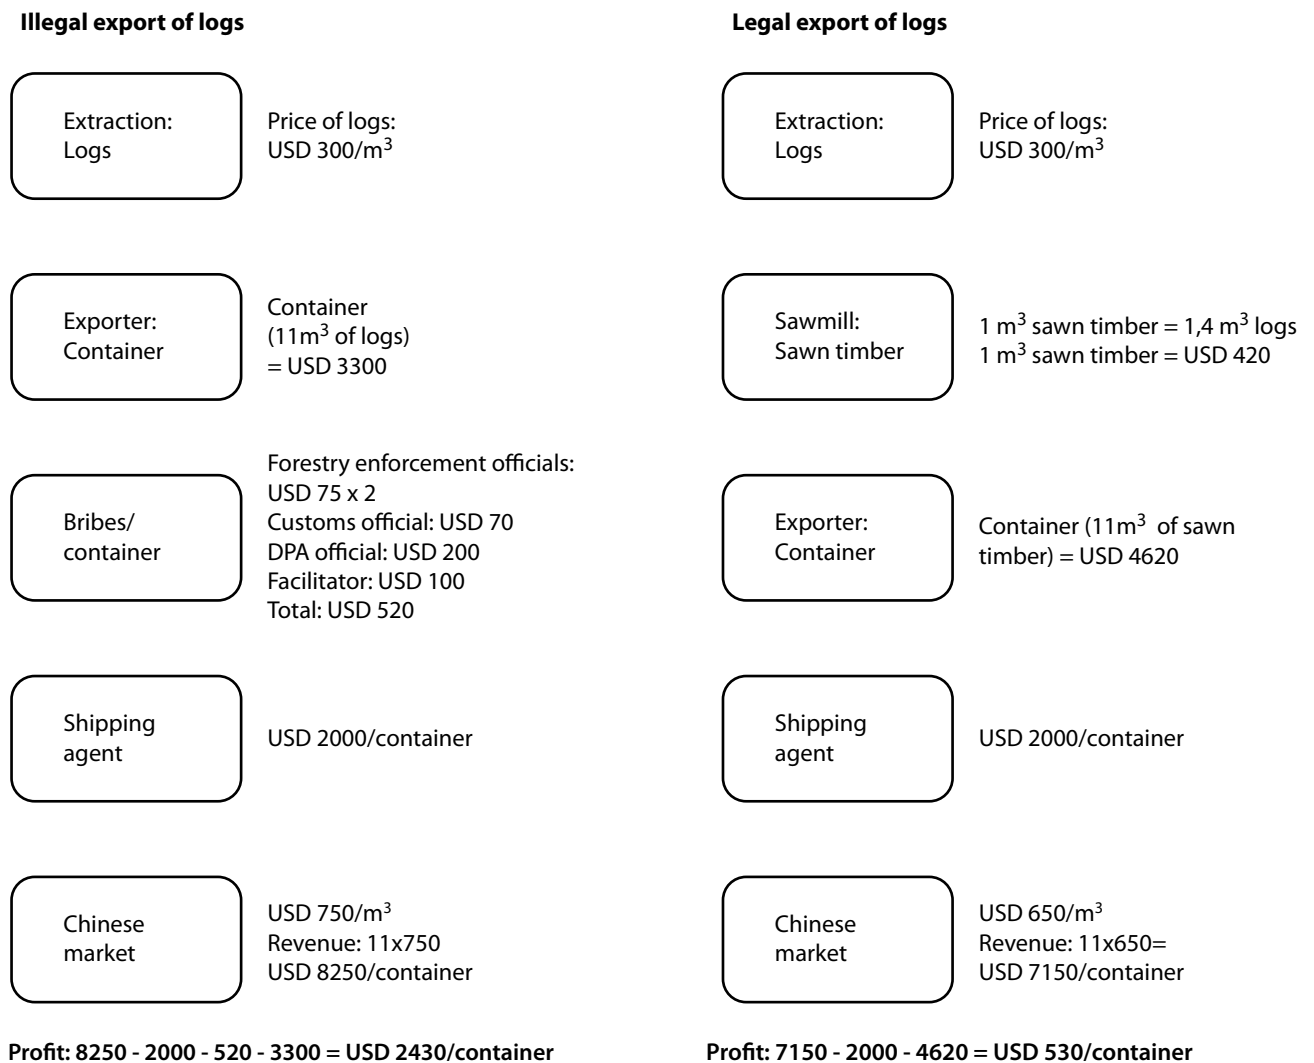 Illegal export of logs
Extraction:
Logs
Price of logs:
USD 300/m³
Exporter:
Container
Container
(11m³ of logs)
= USD 3300
Bribes/
container
Forestry enforcement officials:
USD 75 x 2
Customs official: USD 70
DPA official: USD 200
Facilitator: USD 100
Total: USD 520
Shipping
agent
USD 2000/container
Chinese
market
USD 750/m³
Revenue: 11x750
USD 8250/container
Profit: 8250 - 2000 - 520 - 3300 = USD 2430/container
Legal export of logs
Extraction:
Logs
Price of logs:
USD 300/m³
Sawmill:
Sawn timber
1 m³ sawn timber = 1,4 m³ logs
1 m³ sawn timber = USD 420
Exporter:
Container
Container (11m³ of sawn
timber) = USD 4620
Shipping
agent
USD 2000/container
Chinese
market
USD 650/m³
Revenue: 11x650=
USD 7150/container
Profit: 7150 - 2000 - 4620 = USD 530/container